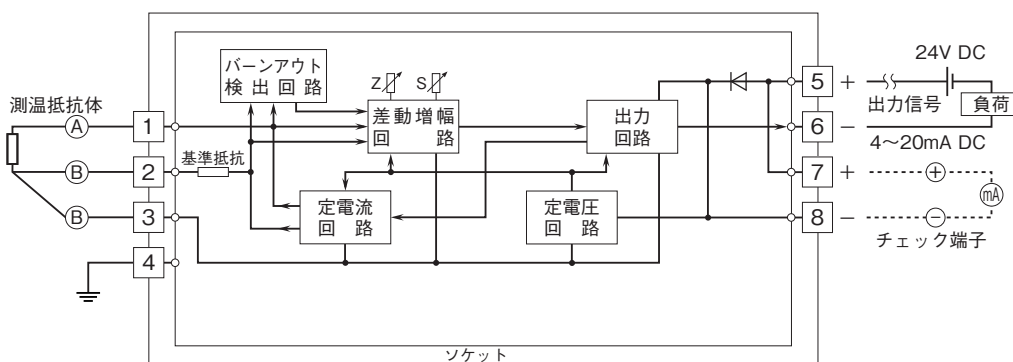 バーンアウト
検出回路
Z
S
24V DC
測温抵抗体
差動増幅
回路
出力
回路
5
+
出力信号
負荷
A
1
6
−
4〜20mA DC
B
2
基準抵抗
7
+
+
mA
B
3
定電流
回路
定電圧
回路
8
−
−
チェック端子
4
ソケット